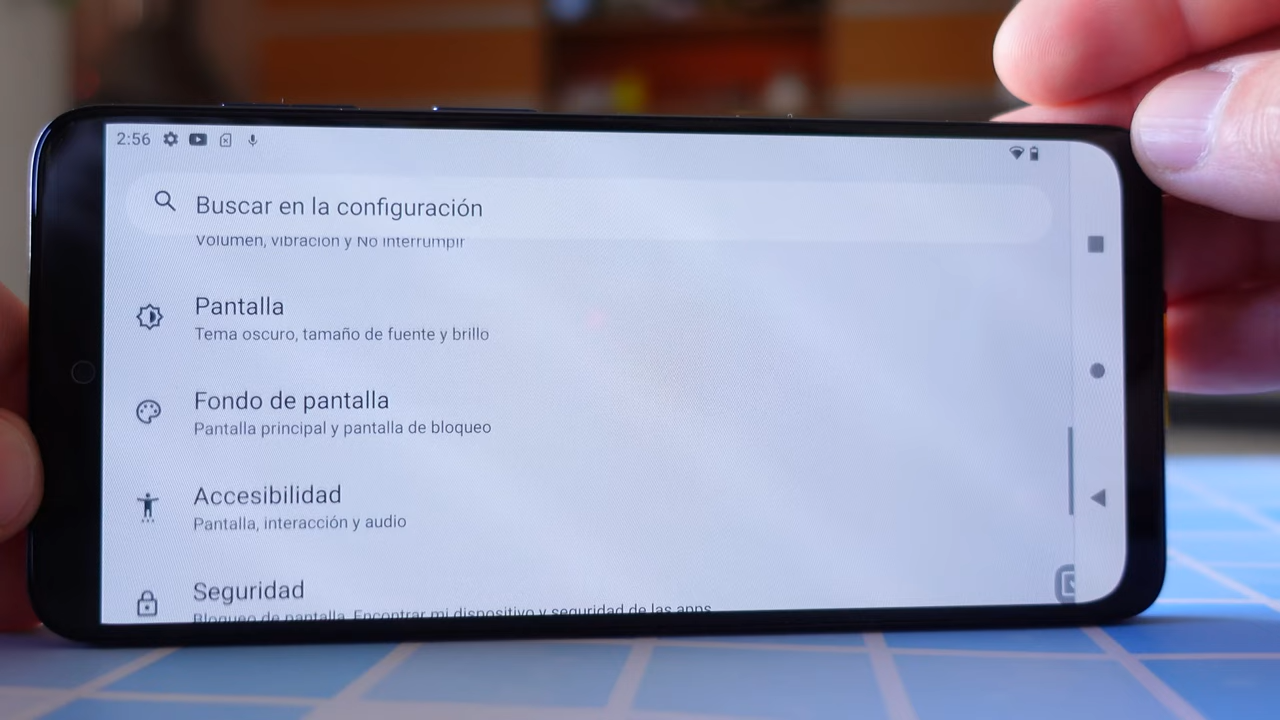 2:56
Buscar en la configuración
Volumen, vibración y No interrumpir
Pantalla
Tema oscuro, tamaño de fuente y brillo
Fondo de pantalla
Pantalla principal y pantalla de bloqueo
Accesibilidad
Pantalla, interacción y audio
Seguridad
Bloqueo de pantalla, Encontrar mi dispositivo y seguridad de las apps